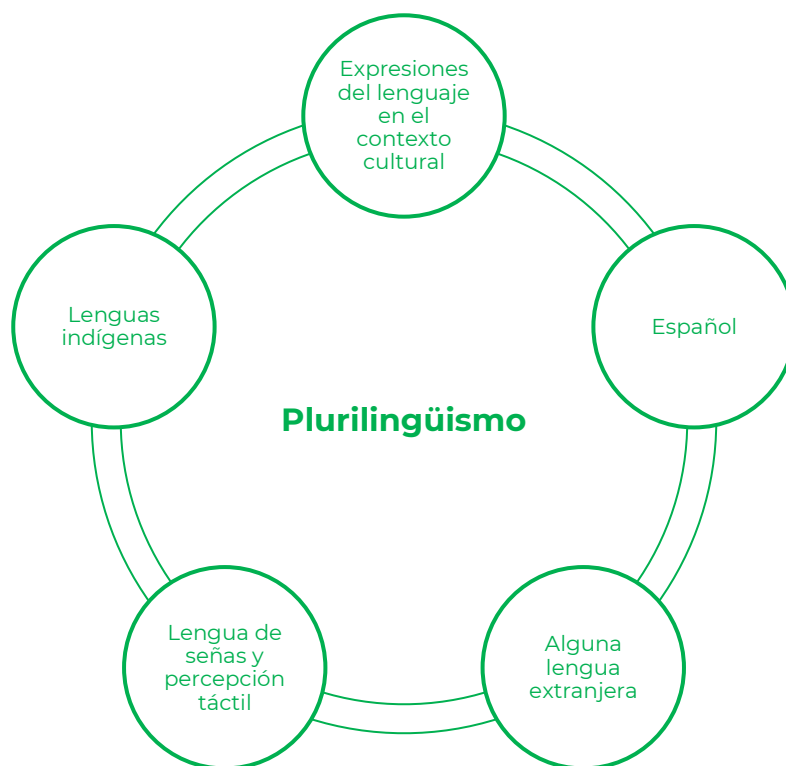 Expresiones
del lenguaje
en el
contexto
cultural
Español
Alguna
lengua
extranjera
Lengua de
señas y
percepción
táctil
Lenguas
indígenas
Plurilingüismo